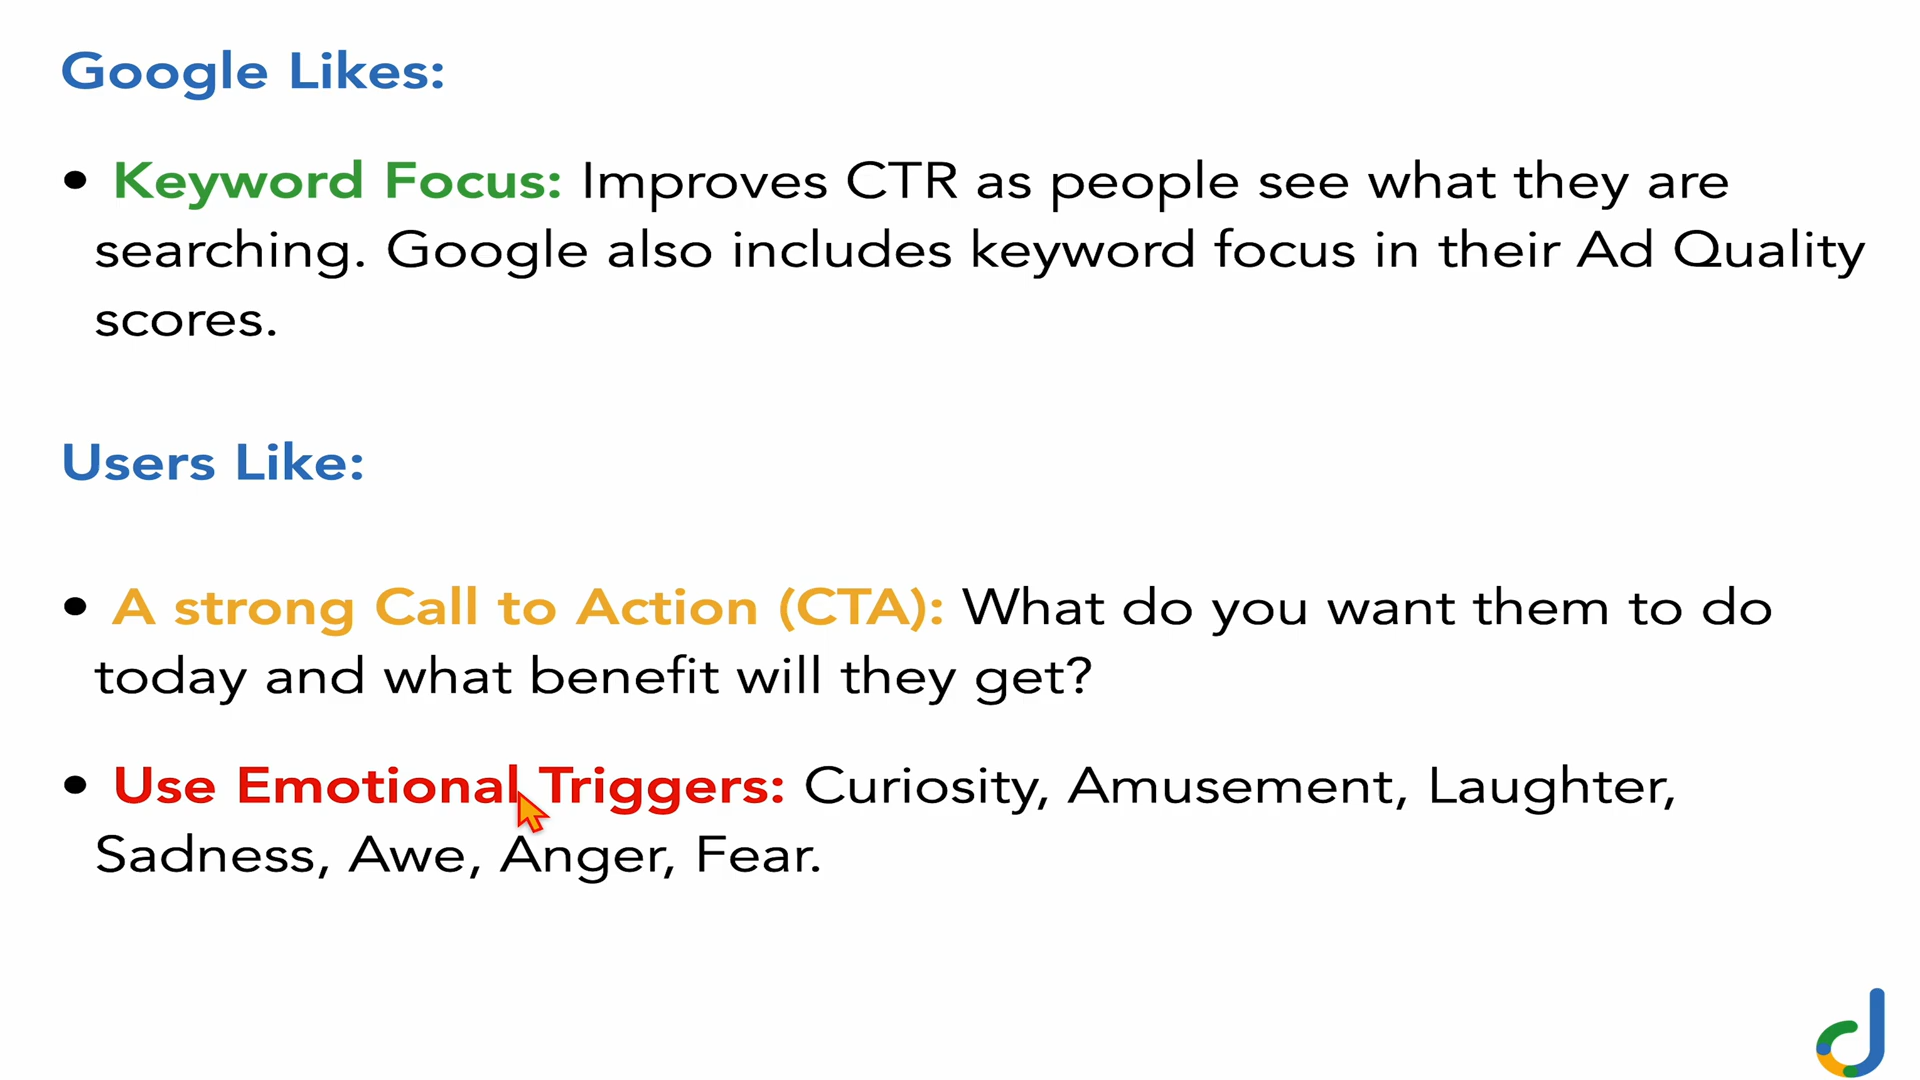 Google Likes:
• Keyword Focus: Improves CTR as people see what they are
searching. Google also includes keyword focus in their Ad Quality
scores.
Users Like:
• A strong Call to Action (CTA): What do you want them to do
today and what benefit will they get?
• Use Emotional Triggers: Curiosity, Amusement, Laughter,
Sadness, Awe, Anger, Fear.